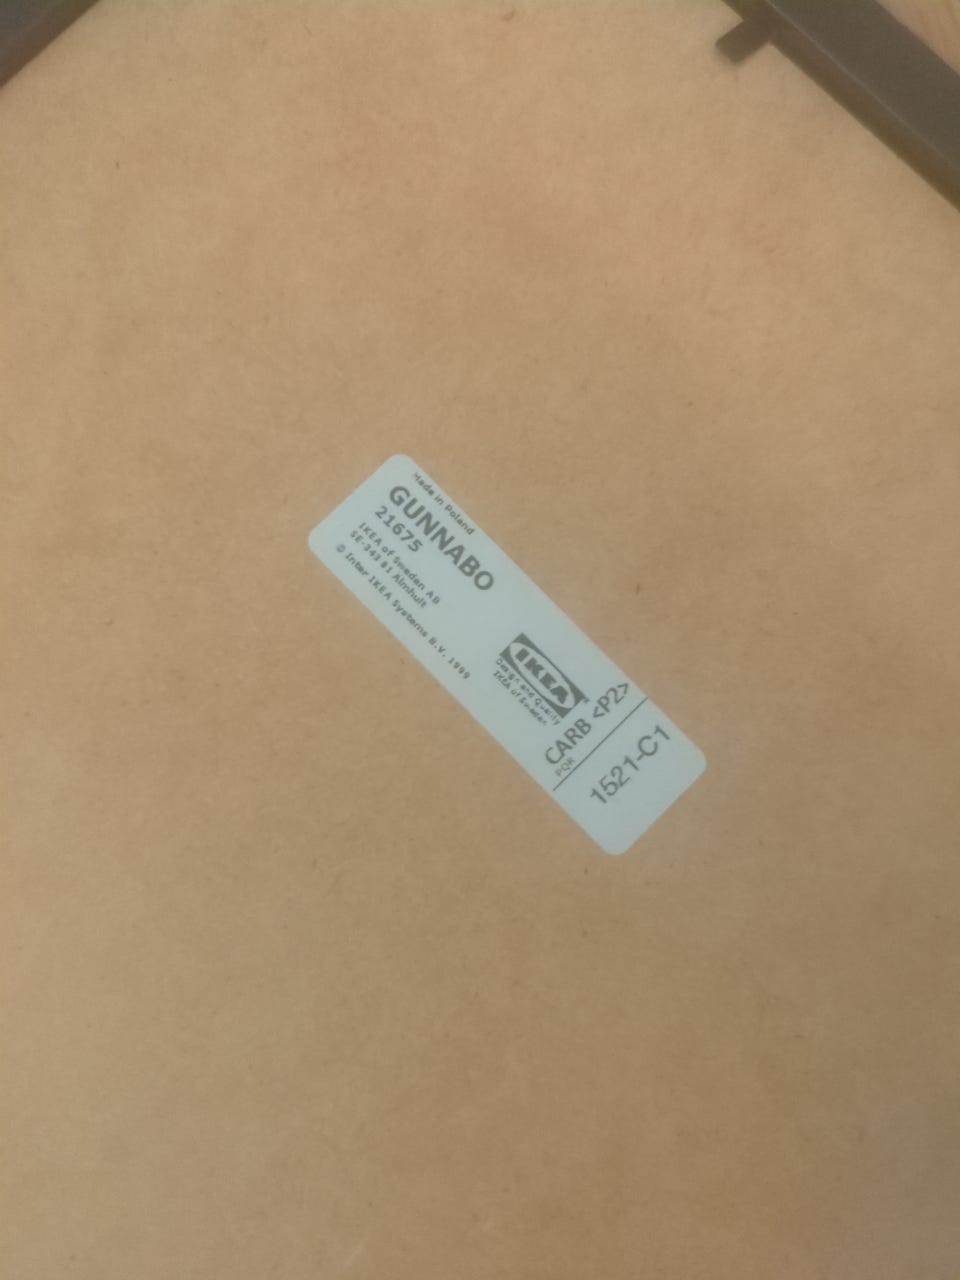 Made in Poland
GUNNABO
21675
IKEA of Sweden AB
SE-343 81 Älmhult
© Inter IKEA Systems B.V. 1999
IKEA
Design and Quality
IKEA of Sweden
CARB <P2>
PQR
1521-C1